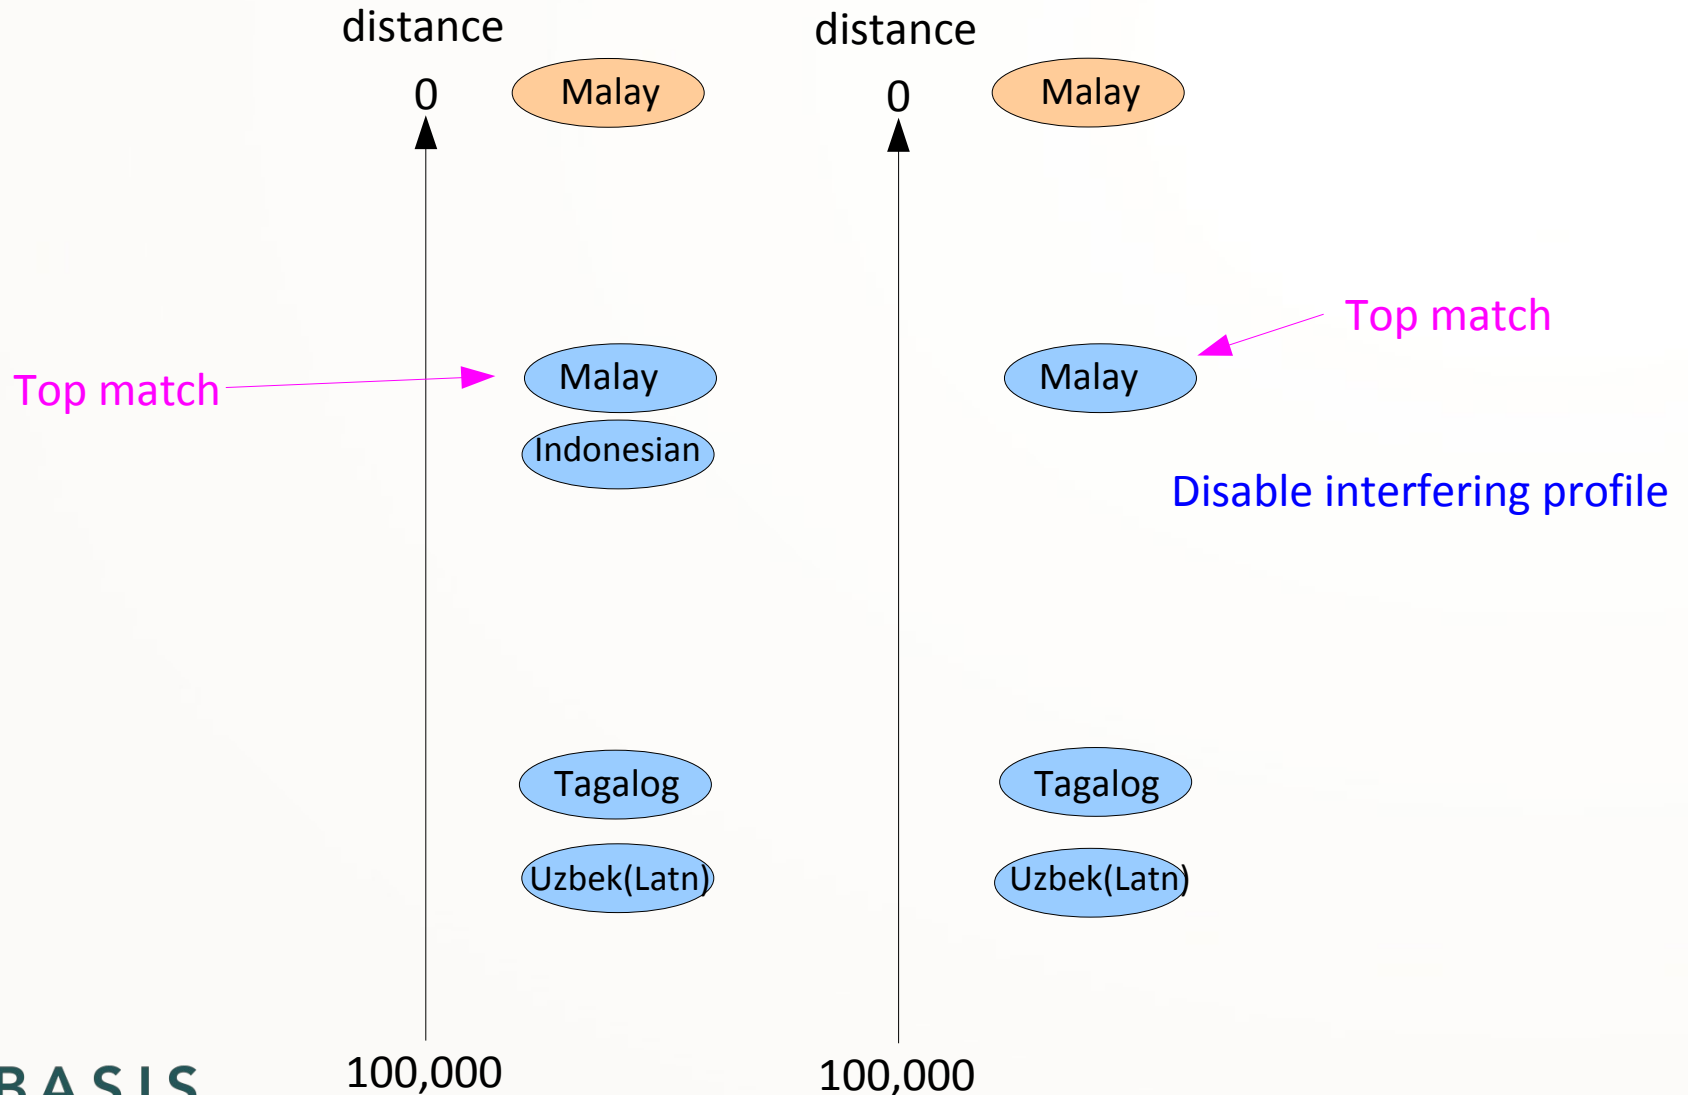 distance
0
Malay
Top match
Malay
Indonesian
Tagalog
Uzbek(Latn)
100,000
distance
0
Malay
Top match
Malay
Disable interfering profile
Tagalog
Uzbek(Latn)
100,000
BASIS